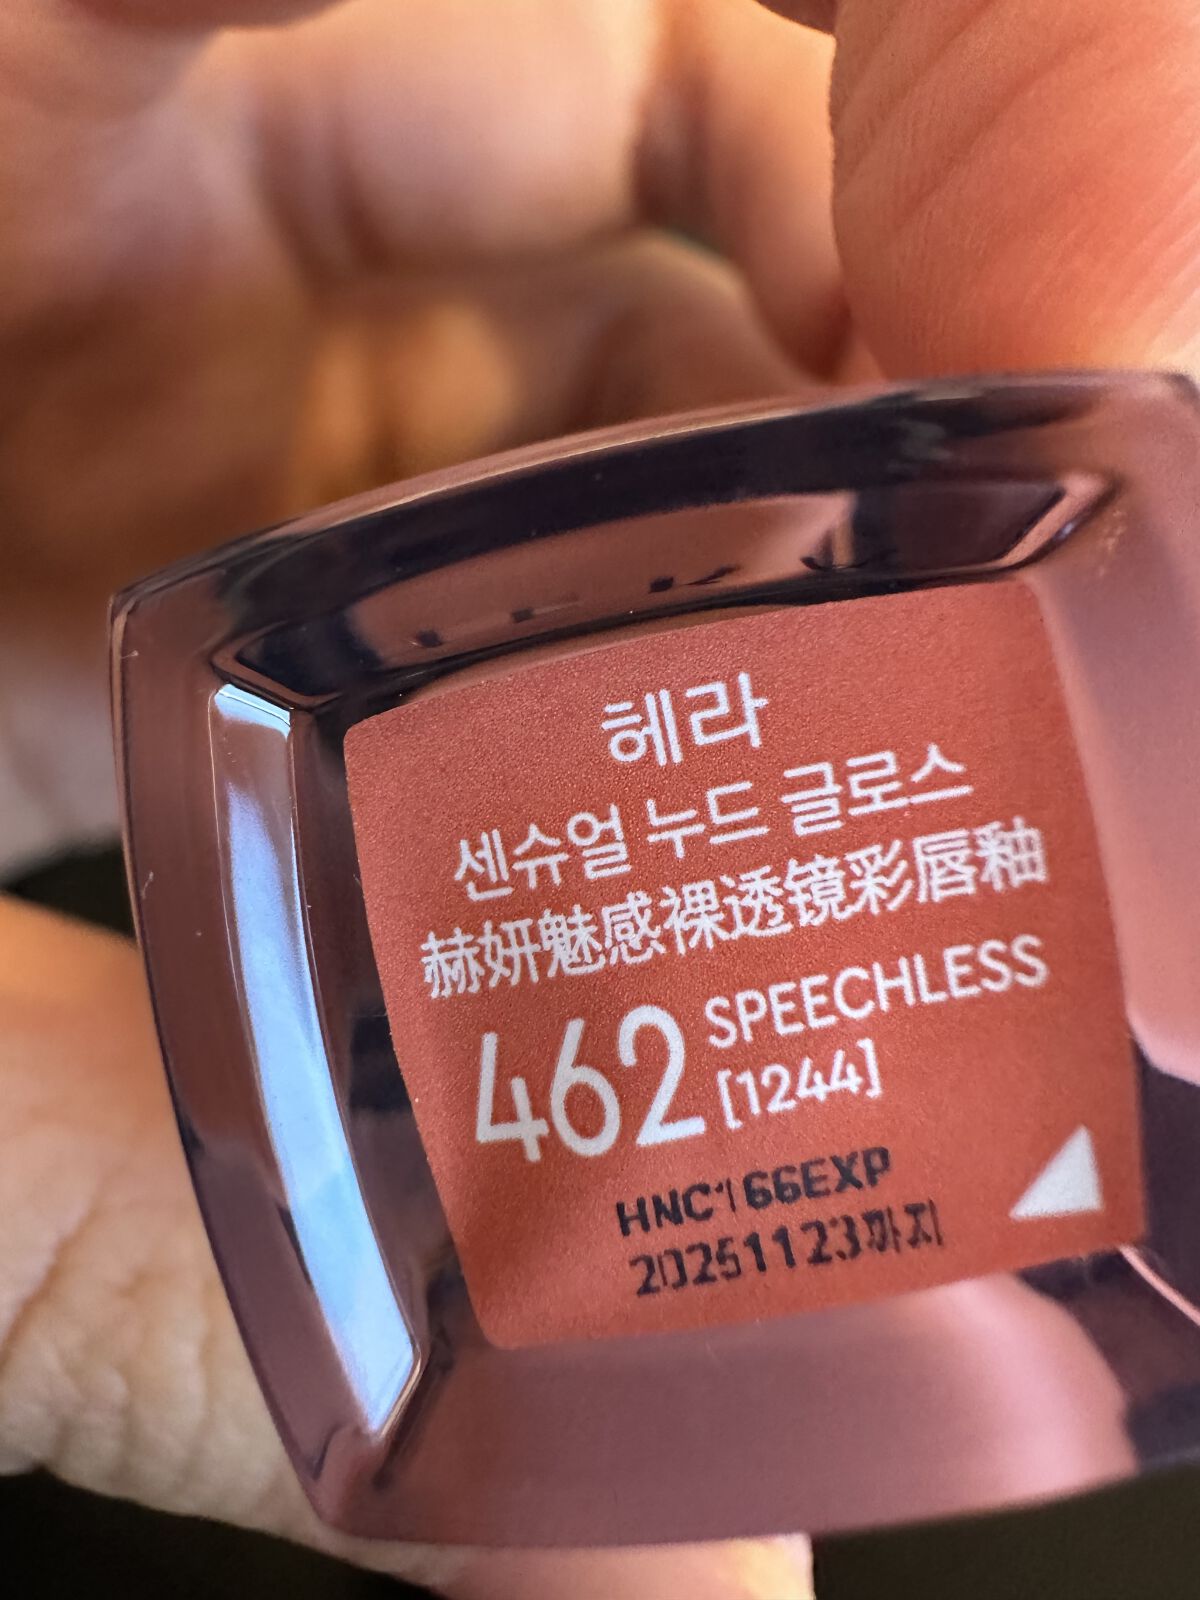 헤라
센슈얼 누드 글로스
赫妍魅感裸透镜彩唇釉
462 SPEECHLESS
[1244]
HNC166EXP
20251123까지